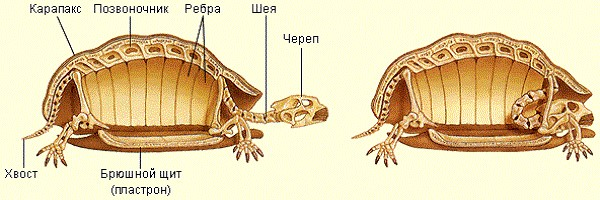 Карапакс
Позвоночник
Ребра
Шея
Череп
Хвост
Брюшной щит
(пластрон)